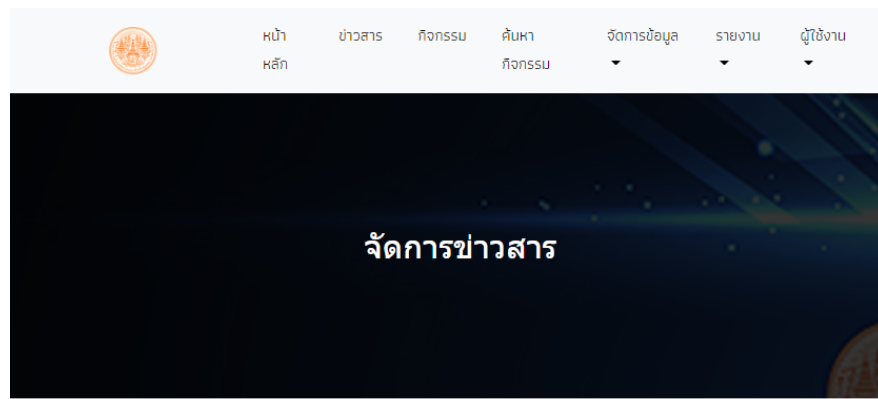 หน้า ข่าวสาร กิจกรรม ค้นหา จัดการข้อมูล รายงาน ผู้ใช้งาน
หลัก กิจกรรม
จัดการข่าวสาร